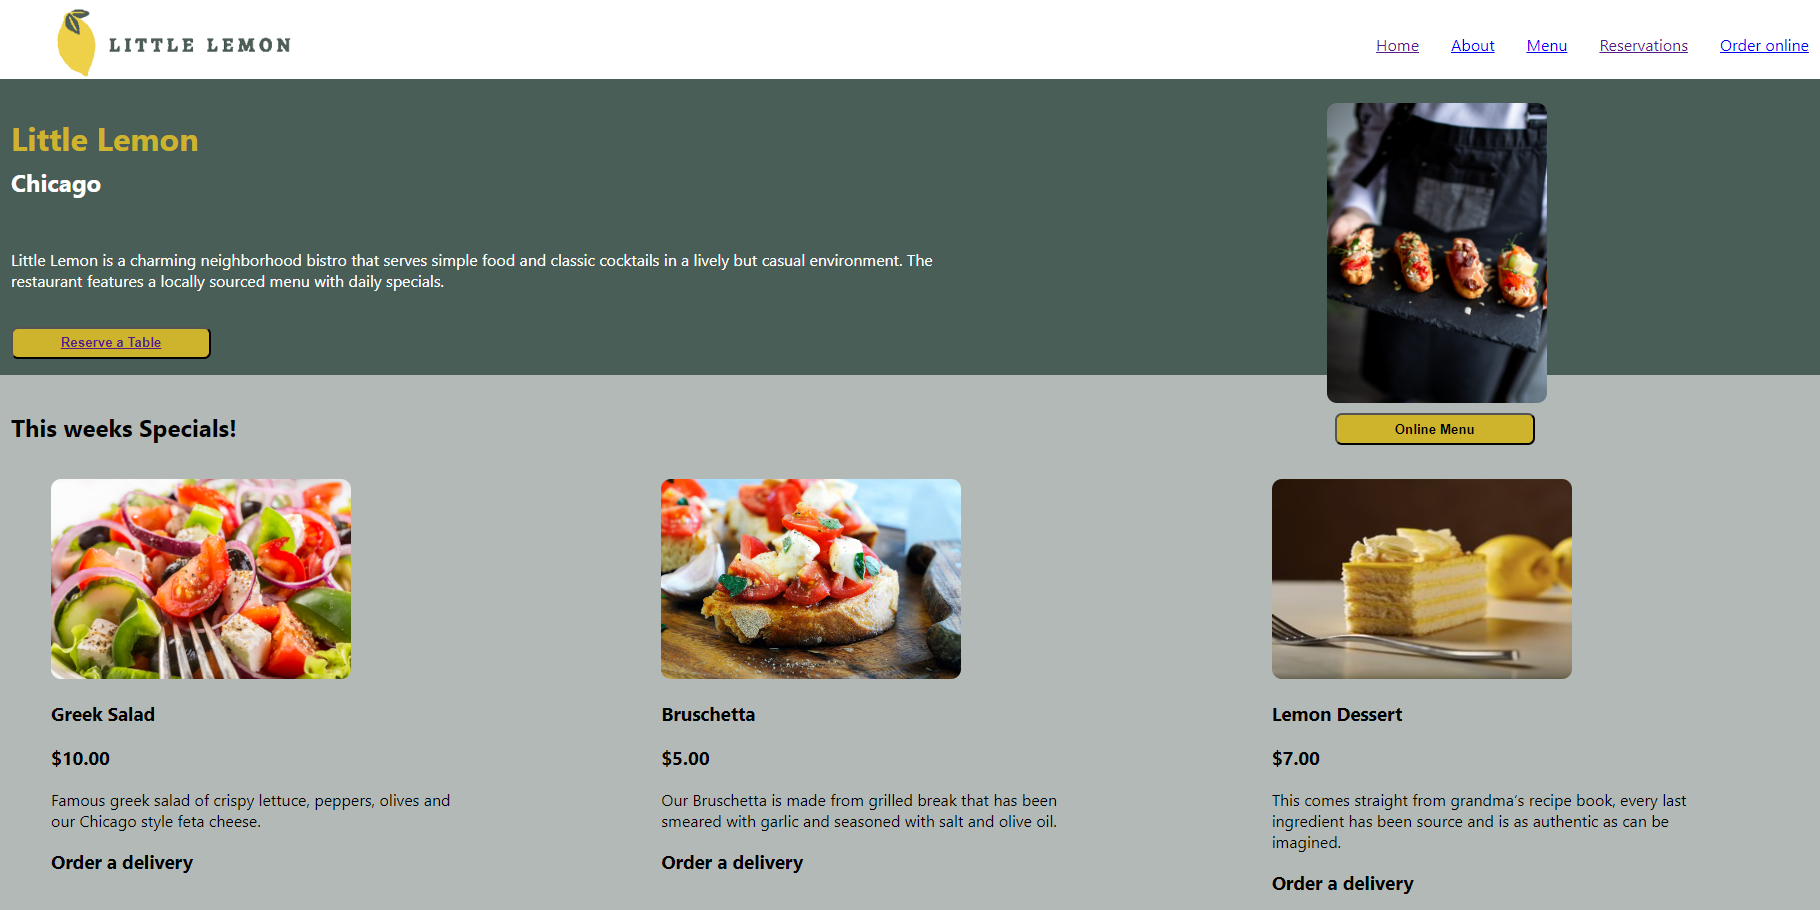 LITTLE LEMON
Home About Menu Reservations Order online
Little Lemon
Chicago
Little Lemon is a charming neighborhood bistro that serves simple food and classic cocktails in a lively but casual environment. The
restaurant features a locally sourced menu with daily specials.
Reserve a Table
This weeks Specials!
Online Menu
Greek Salad
$10.00
Famous greek salad of crispy lettuce, peppers, olives and
our Chicago style feta cheese.
Order a delivery
Bruschetta
$5.00
Our Bruschetta is made from grilled break that has been
smeared with garlic and seasoned with salt and olive oil.
Order a delivery
Lemon Dessert
$7.00
This comes straight from grandma's recipe book, every last
ingredient has been source and is as authentic as can be
imagined.
Order a delivery